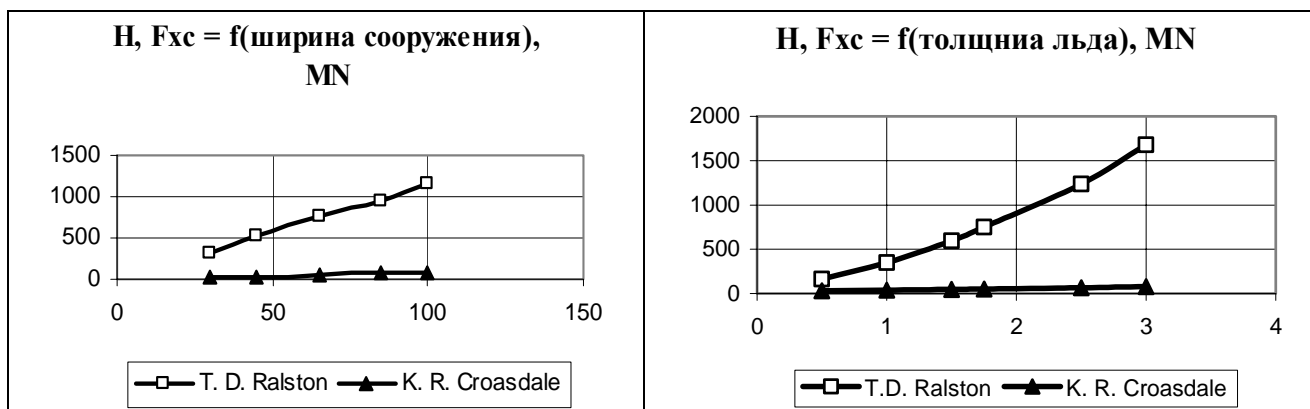 H, Fxc = f(ширина сооружения),
MN
1500
1000
500
0
0 50 100 150
T. D. Ralston K. R. Croasdale
H, Fxc = f(толщниа льда), MN
2000
1500
1000
500
0
0 1 2 3 4
T.D. Ralston K. R. Croasdale